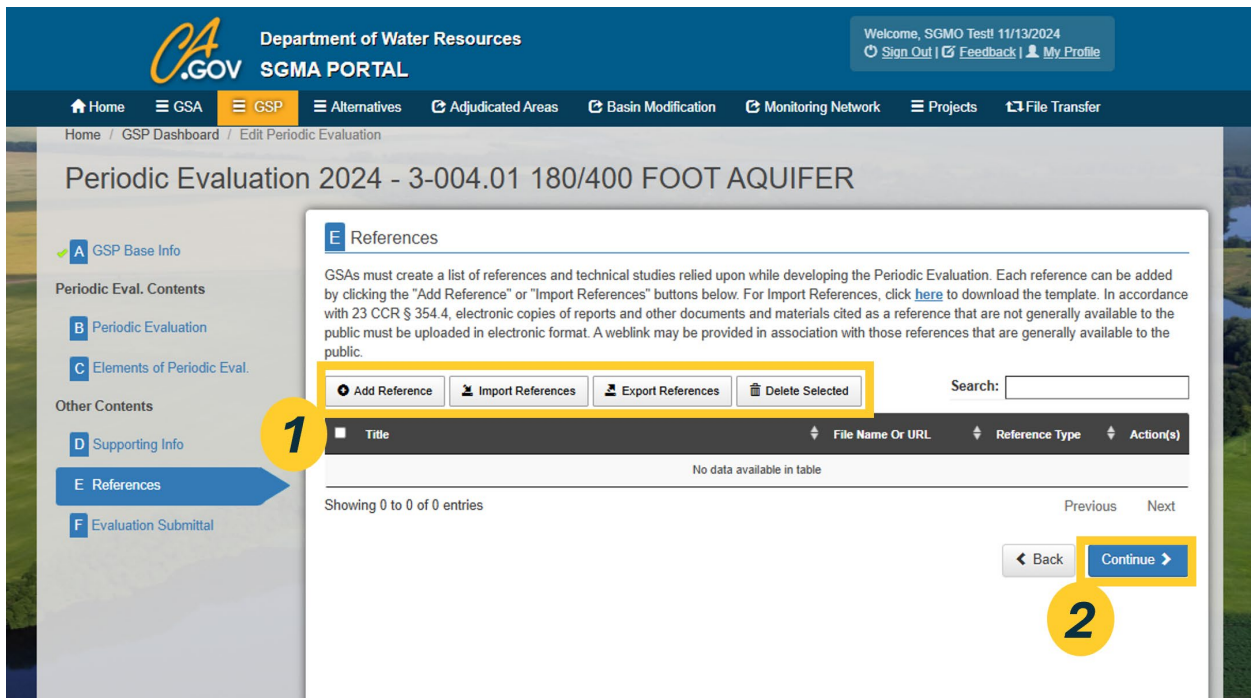 CA
.GOV
Department of Water Resources
SGMA PORTAL
Welcome, SGMO Test! 11/13/2024
Sign Out | Feedback | My Profile
Home GSA GSP Alternatives Adjudicated Areas Basin Modification Monitoring Network Projects File Transfer
Home / GSP Dashboard / Edit Periodic Evaluation
Periodic Evaluation 2024 - 3-004.01 180/400 FOOT AQUIFER
A GSP Base Info
Periodic Eval. Contents
B Periodic Evaluation
C Elements of Periodic Eval.
Other Contents
D Supporting Info
E References
F Evaluation Submittal
E References
GSAs must create a list of references and technical studies relied upon while developing the Periodic Evaluation. Each reference can be added
by clicking the "Add Reference" or "Import References" buttons below. For Import References, click here to download the template. In accordance
with 23 CCR § 354.4, electronic copies of reports and other documents and materials cited as a reference that are not generally available to the
public must be uploaded in electronic format. A weblink may be provided in association with those references that are generally available to the
public.
Add Reference Import References Export References Delete Selected Search:
1
Title File Name Or URL Reference Type Action(s)
No data available in table
Showing 0 to 0 of 0 entries Previous Next
Back Continue
2